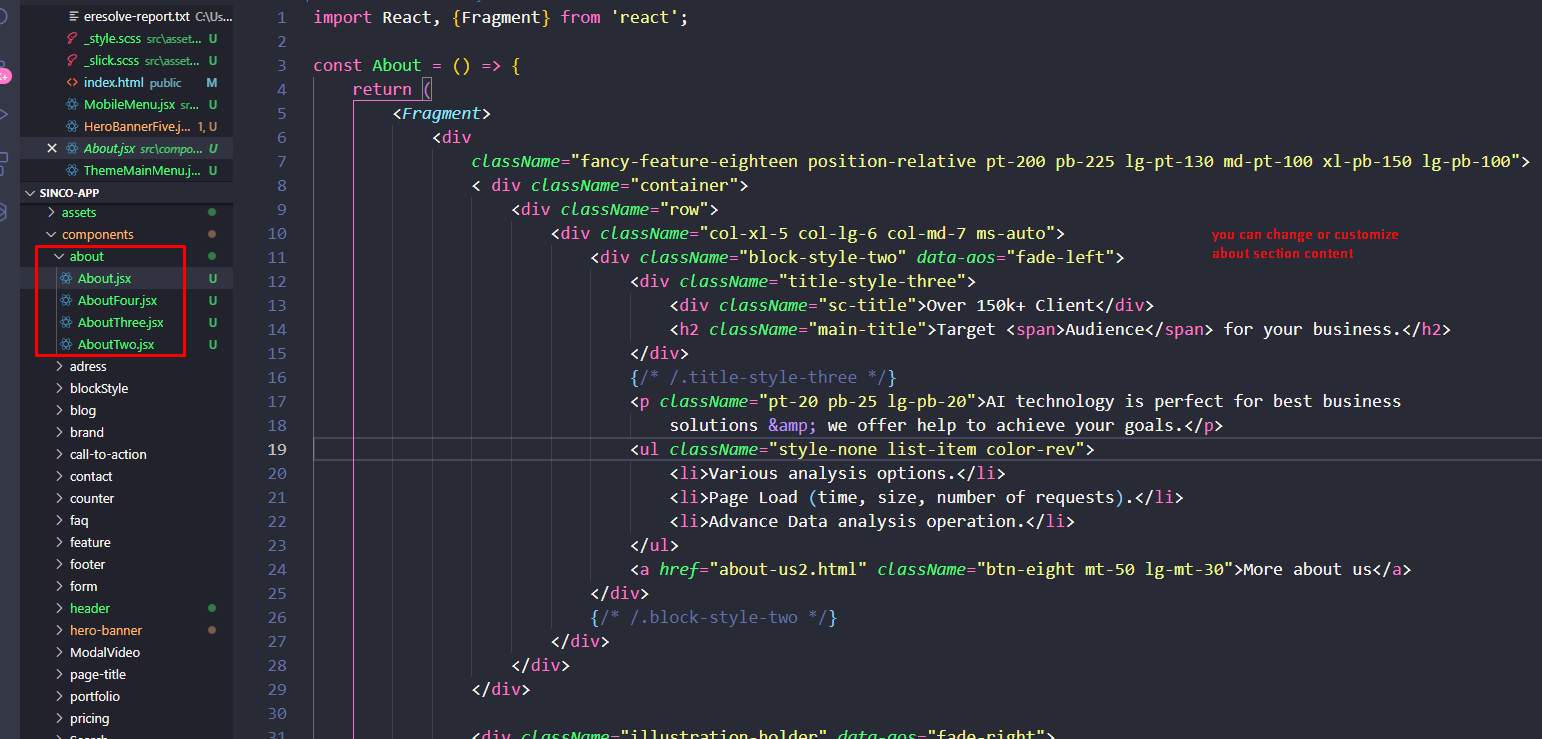 eresolve-report.txt C:\Us...
_style.scss src\asset... U
_slick.scss src\asset... U
index.html public M
MobileMenu.jsx sr... U
HeroBannerFive.j... 1, U
About.jsx src\compo... U
ThemeMainMenu.j... U
SINCO-APP
assets
components
about
About.jsx U
AboutFour.jsx U
AboutThree.jsx U
AboutTwo.jsx U
adress
blockStyle
blog
brand
call-to-action
contact
counter
faq
feature
footer
form
header
hero-banner
ModalVideo
page-title
portfolio
pricing
Search
1 import React, {Fragment} from 'react';
2
3 const About = () => {
4 return (
5 <Fragment>
6 <div
7 className="fancy-feature-eighteen position-relative pt-200 pb-225 lg-pt-130 md-pt-100 xl-pb-150 lg-pb-100">
8 < div className="container">
9 <div className="row">
10 <div className="col-xl-5 col-lg-6 col-md-7 ms-auto">
11 <div className="block-style-two" data-aos="fade-left">
12 <div className="title-style-three">
13 <div className="sc-title">Over 150k+ Client</div>
14 <h2 className="main-title">Target <span>Audience</span> for your business.</h2>
15 </div>
16 {/* /.title-style-three */}
17 <p className="pt-20 pb-25 lg-pb-20">AI technology is perfect for best business
18 solutions &amp; we offer help to achieve your goals.</p>
19 <ul className="style-none list-item color-rev">
20 <li>Various analysis options.</li>
21 <li>Page Load (time, size, number of requests).</li>
22 <li>Advance Data analysis operation.</li>
23 </ul>
24 <a href="about-us2.html" className="btn-eight mt-50 lg-mt-30">More about us</a>
25 </div>
26 {/* /.block-style-two */}
27 </div>
28 </div>
29 </div>
30
31 <div className="illustration-holder" data-aos="fade-right">
you can change or customize
about section content